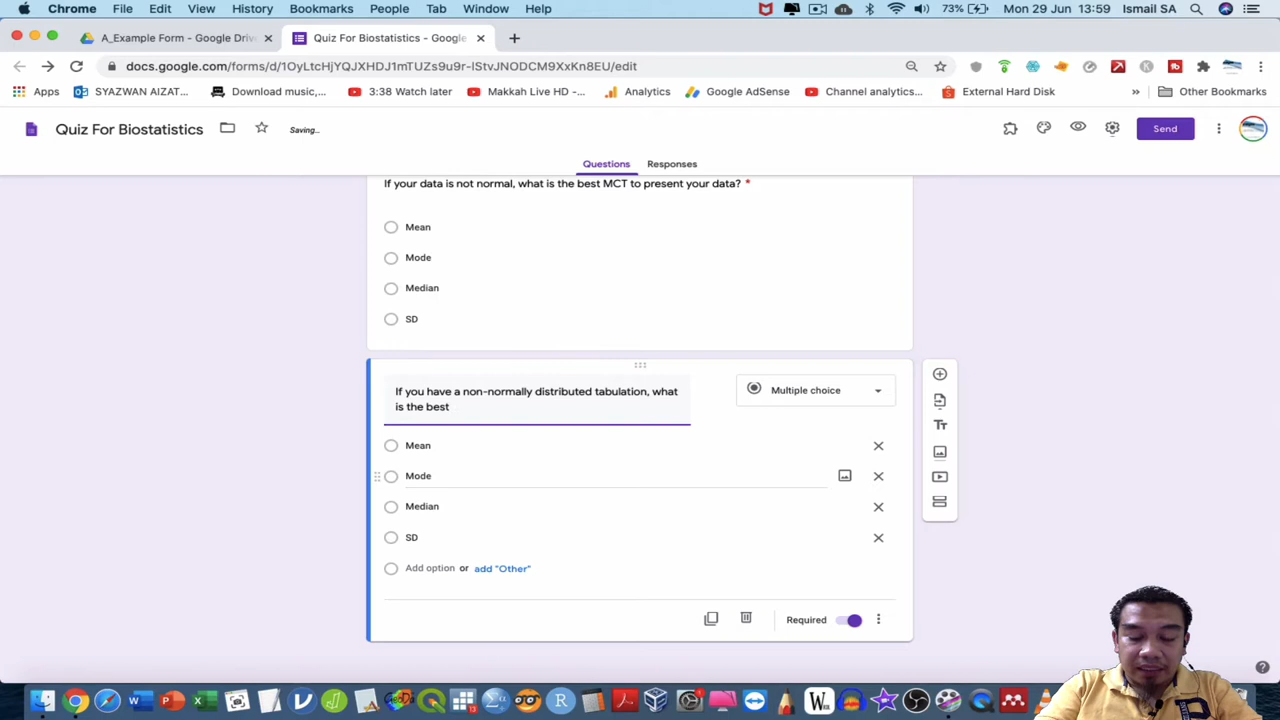 Chrome File Edit View History Bookmarks People Tab Window Help 73% Mon 29 Jun 13:59 Ismail SA
A_Example Form - Google Driv Quiz For Biostatistics - Google
docs.google.com/forms/d/1OyLtcHjYQJXHDJ1mTUZs9u9r-IStvJNODCM9XxKn8EU/edit
Apps SYAZWAN AIZAT... Download music,... 3:38 Watch later Makkah Live HD -... Analytics Google AdSense Channel analytics... External Hard Disk » Other Bookmarks
Quiz For Biostatistics Saving... Send
Questions Responses
If your data is not normal, what is the best MCT to present your data? *
Mean
Mode
Median
SD
If you have a non-normally distributed tabulation, what
is the best
Multiple choice
Mean
Mode
Median
SD
Add option or add "Other"
Required